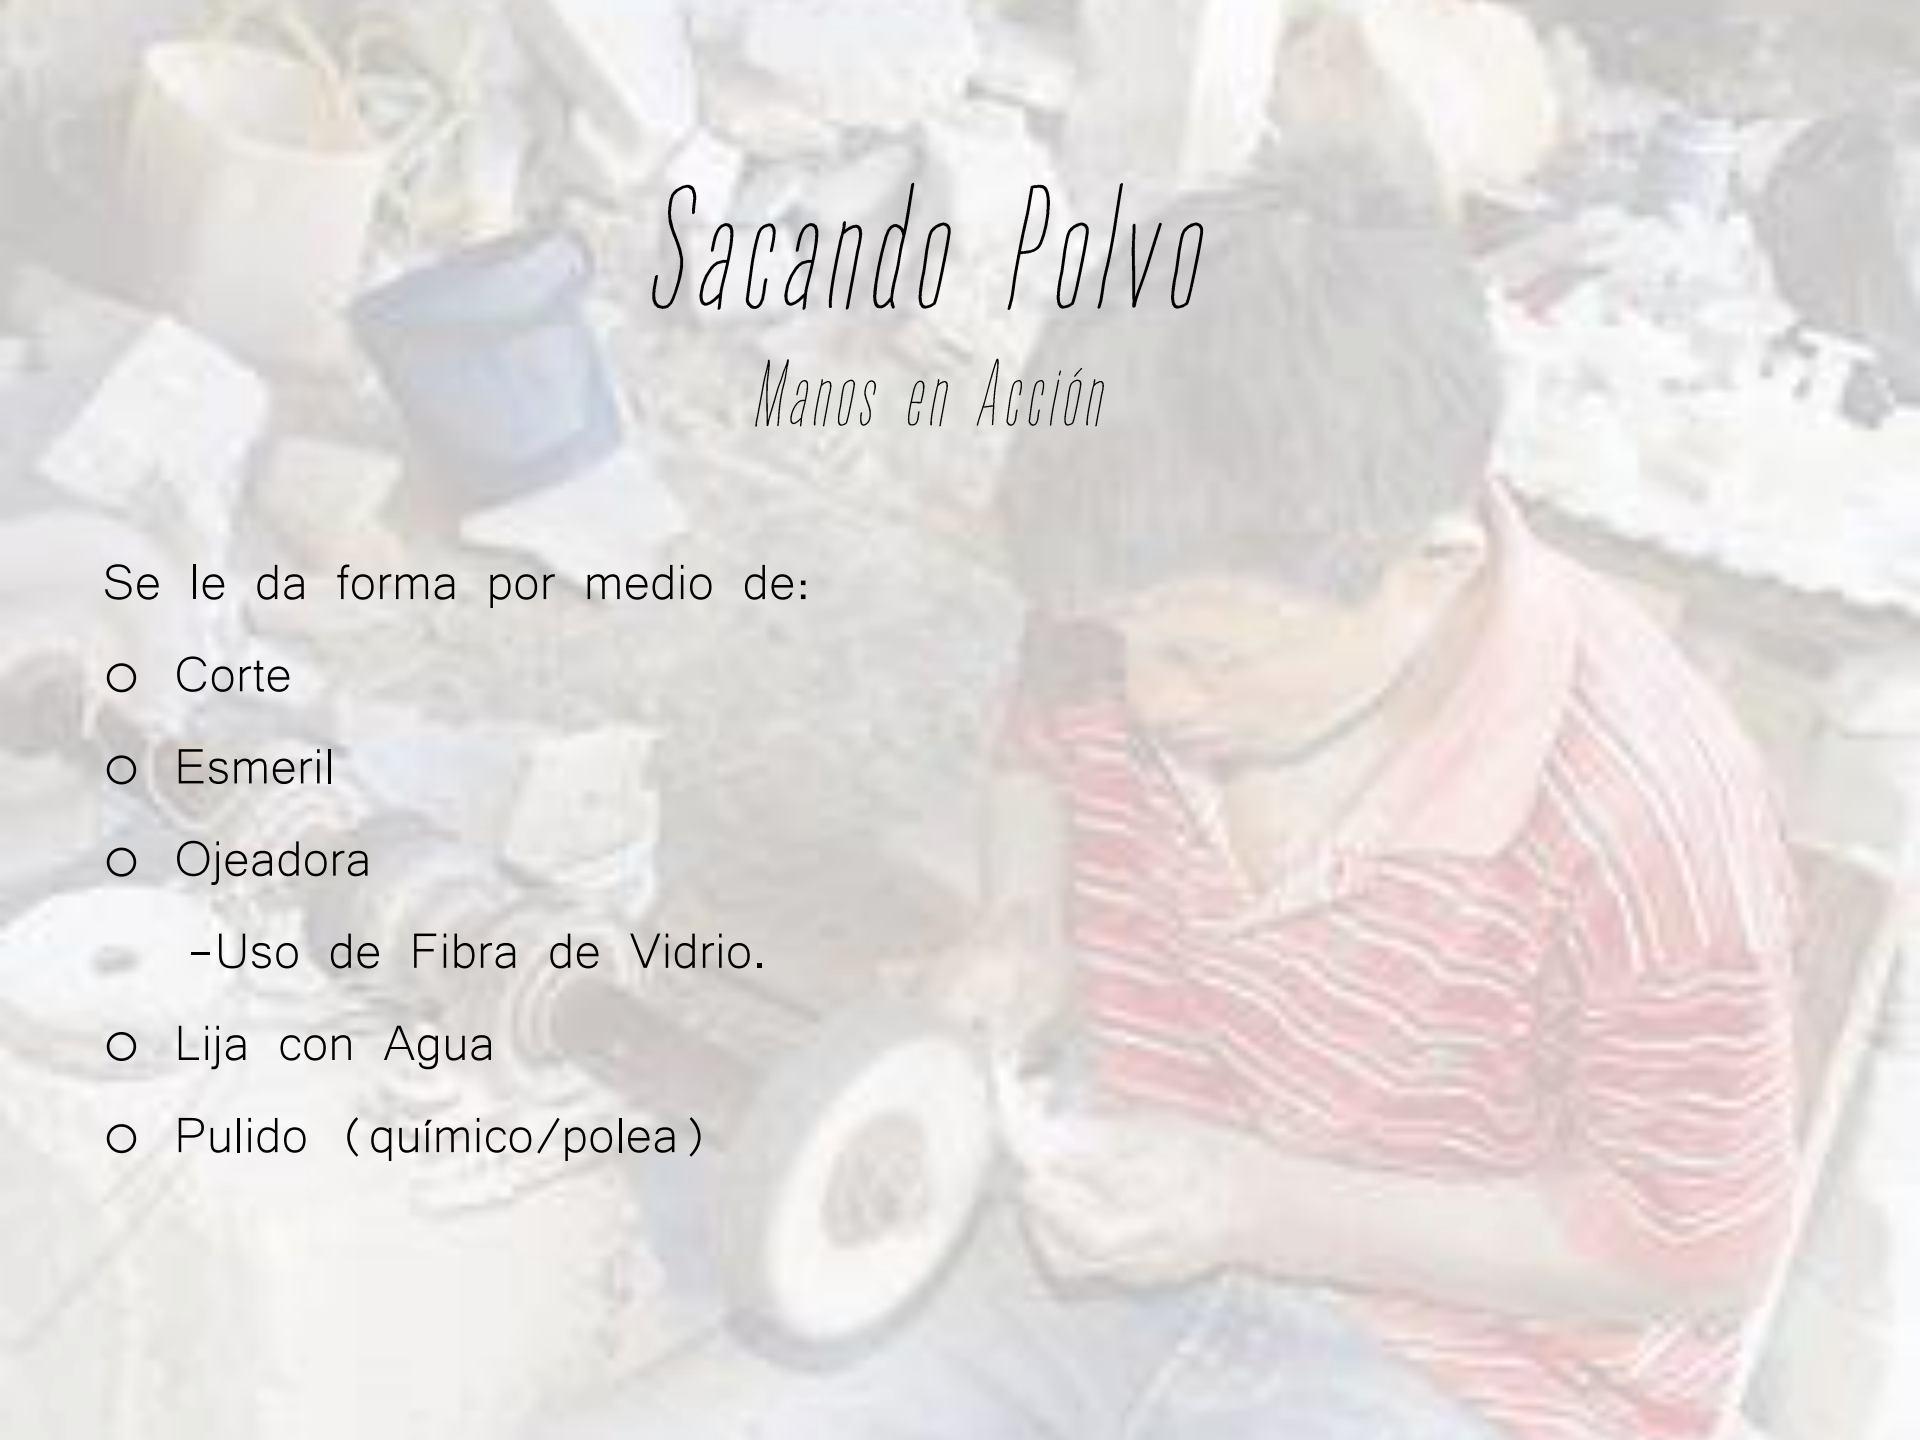 Sacando Polvo
Manos en Acción
Se le da forma por medio de:
o Corte
o Esmeril
o Ojeadora
-Uso de Fibra de Vidrio.
o Lija con Agua
o Pulido (químico/polea)